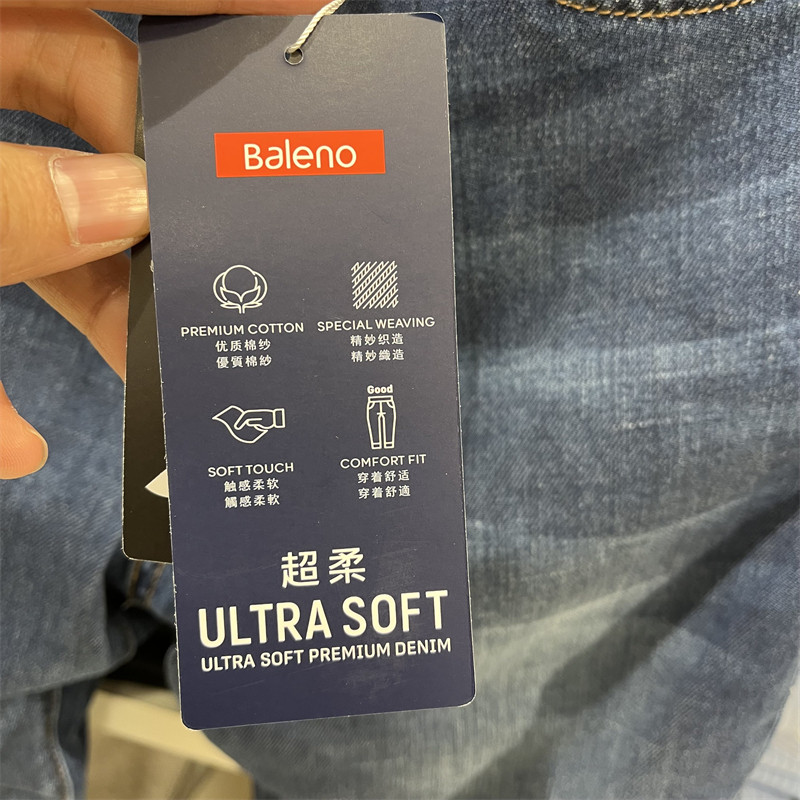 Baleno
PREMIUM COTTON
优质棉纱
優質棉紗
SPECIAL WEAVING
精妙织造
精妙織造
SOFT TOUCH
触感柔软
觸感柔軟
Good
COMFORT FIT
穿着舒适
穿着舒適
超柔
ULTRA SOFT
ULTRA SOFT PREMIUM DENIM